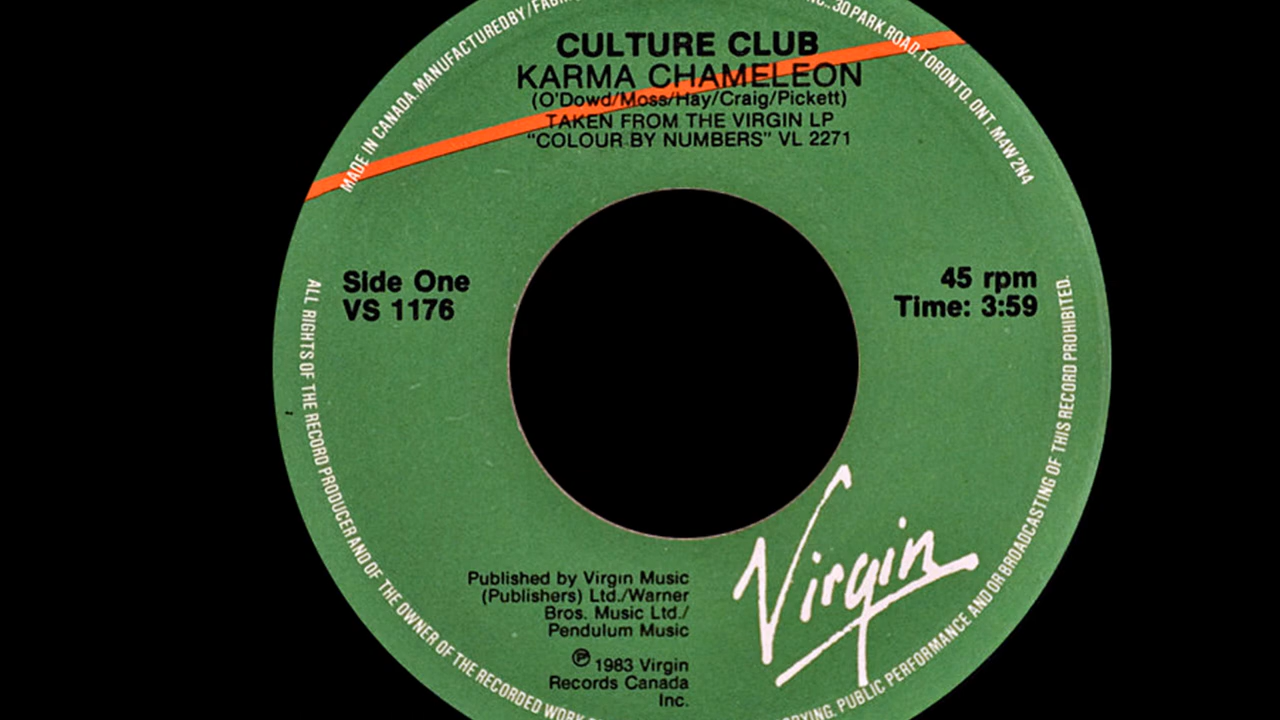 CULTURE CLUB
KARMA CHAMELEON
(O'Dowd/Moss/Hay/Craig/Pickett)
TAKEN FROM THE VIRGIN LP
"COLOUR BY NUMBERS" VL 2271
Side One
VS 1176
45 rpm
Time: 3:59
Published by Virgin Music
(Publishers) Ltd./Warner
Bros. Music Ltd./
Pendulum Music
℗ 1983 Virgin
Records Canada
Inc.
Virgin
MADE IN CANADA. MANUFACTURED BY/
30 PARK ROAD, TORONTO, ONT. M4W 2N4
ALL RIGHTS OF THE RECORD PRODUCER AND OF THE OWNER OF THE RECORDED WORK
PUBLIC PERFORMANCE AND/OR BROADCASTING OF THIS RECORD PROHIBITED.